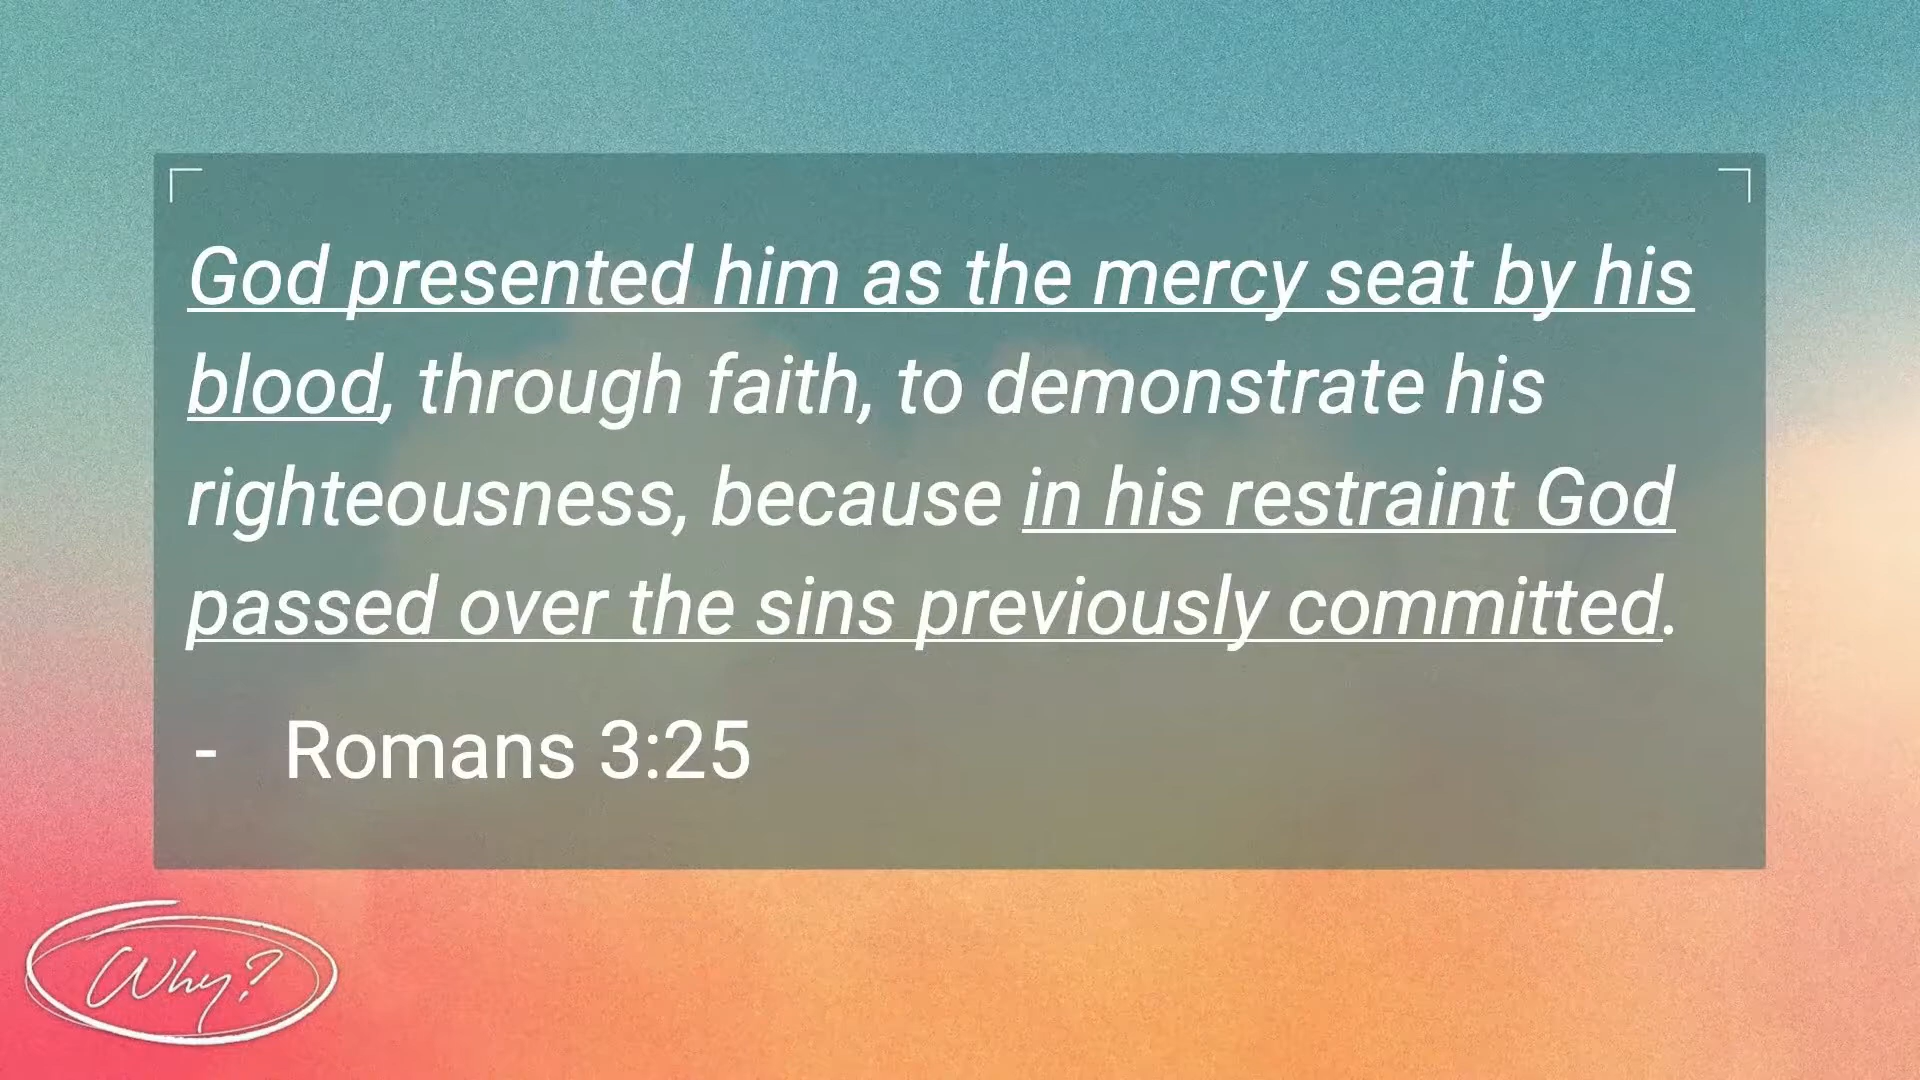 God presented him as the mercy seat by his
blood, through faith, to demonstrate his
righteousness, because in his restraint God
passed over the sins previously committed.
- Romans 3:25
Why?